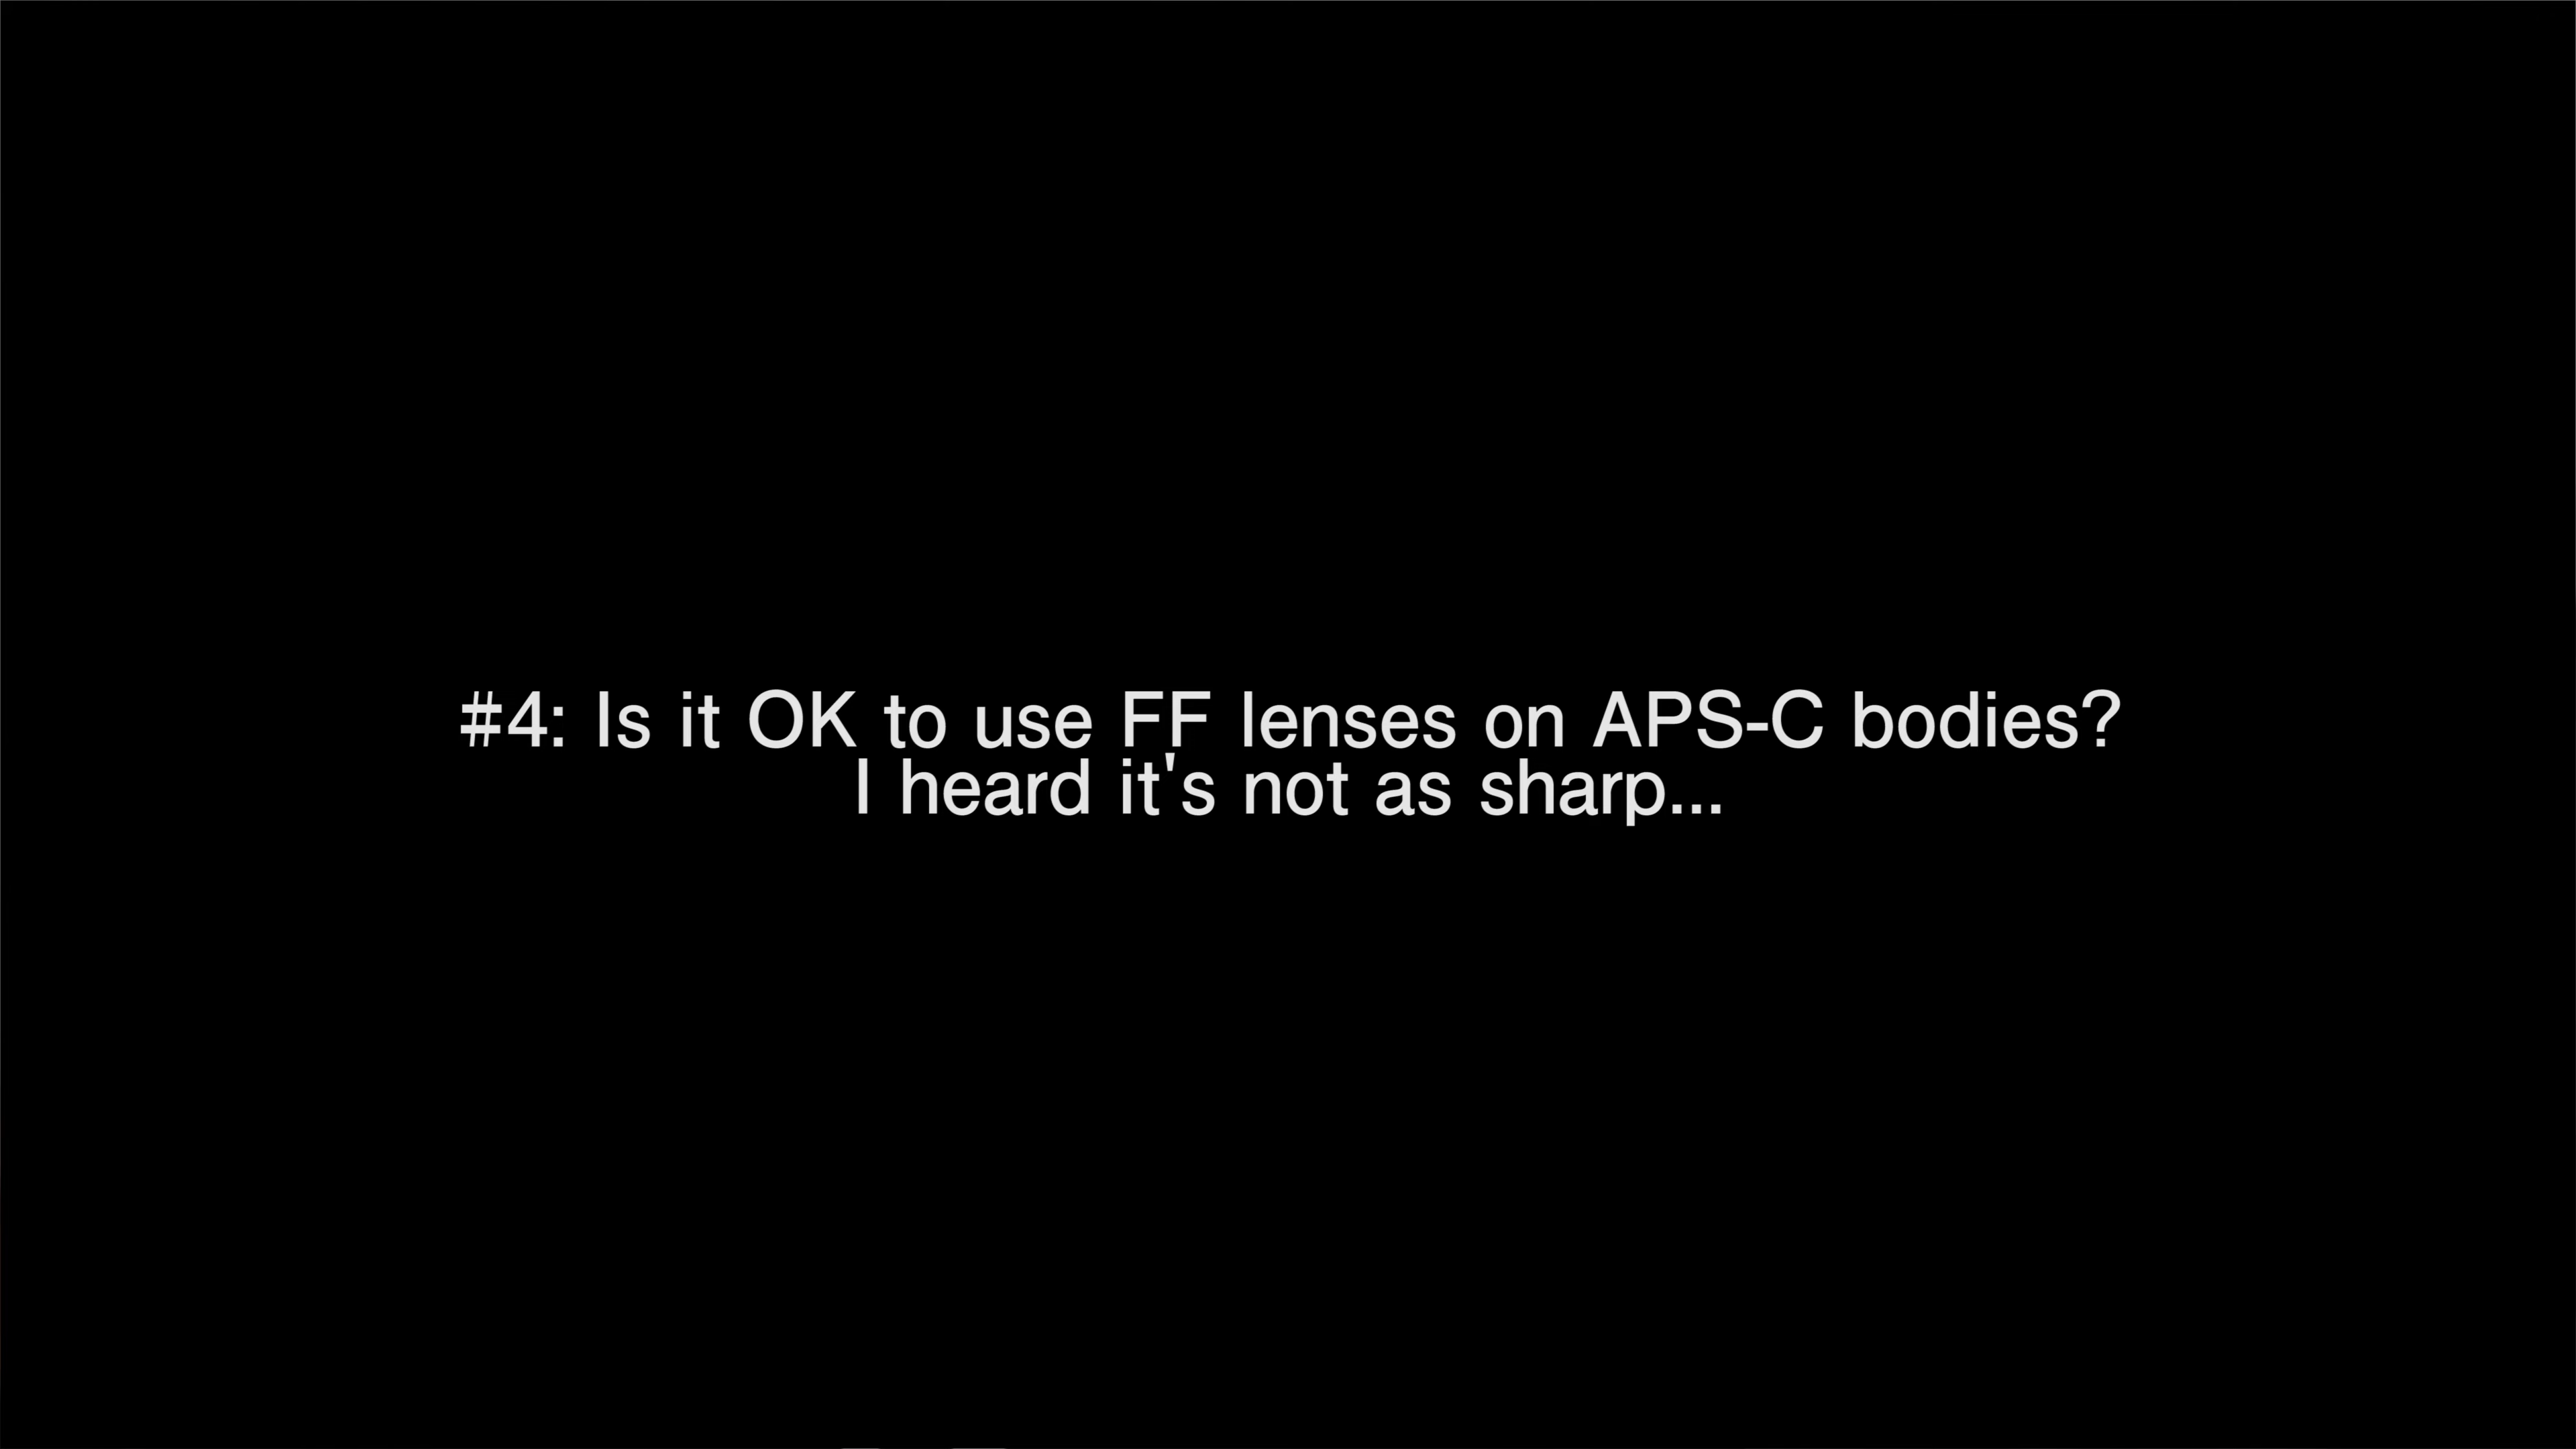 #4: Is it OK to use FF lenses on APS-C bodies?
I heard it's not as sharp...